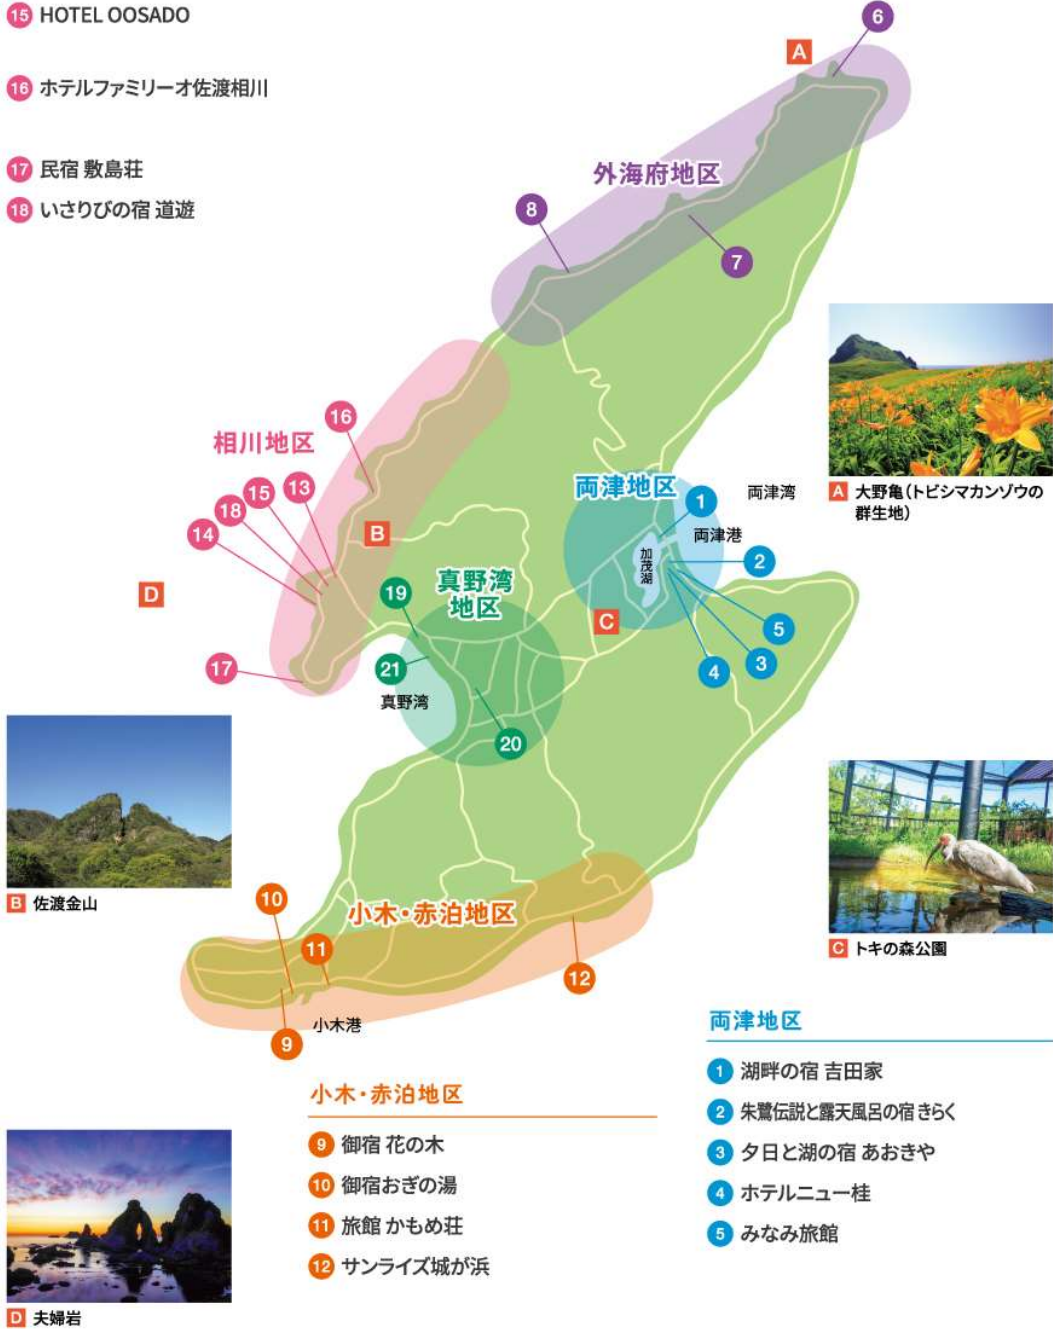 15 HOTEL OOSADO
16 ホテルファミリーオ佐渡相川
17 民宿 敷島荘
18 いさりびの宿 道遊
6
A
外海府地区
8
7
16
相川地区
13
15
18
14
B
D
両津地区
1
両津湾
両津港
加茂湖
2
A 大野亀(トビシマカンゾウの
群生地)
真野湾
地区
19
C
5
3
4
21
17
真野湾
20
B 佐渡金山
C トキの森公園
10
小木・赤泊地区
11
12
小木港
9
小木・赤泊地区
9 御宿 花の木
10 御宿おぎの湯
11 旅館 かもめ荘
12 サンライズ城が浜
両津地区
1 湖畔の宿 吉田家
2 朱鷺伝説と露天風呂の宿 きらく
3 夕日と湖の宿 あおきや
4 ホテルニュー桂
5 みなみ旅館
D 夫婦岩